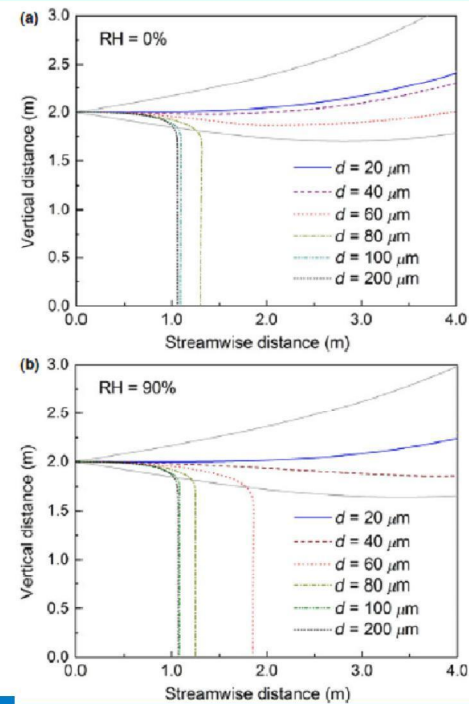 (a)
RH = 0%
3.0
2.5
2.0
1.5
1.0
0.5
0.0
Vertical distance (m)
d = 20 μm
d = 40 μm
d = 60 μm
d = 80 μm
d = 100 μm
d = 200 μm
0.0 1.0 2.0 3.0 4.0
Streamwise distance (m)
(b)
RH = 90%
3.0
2.5
2.0
1.5
1.0
0.5
0.0
Vertical distance (m)
d = 20 μm
d = 40 μm
d = 60 μm
d = 80 μm
d = 100 μm
d = 200 μm
0.0 1.0 2.0 3.0 4.0
Streamwise distance (m)